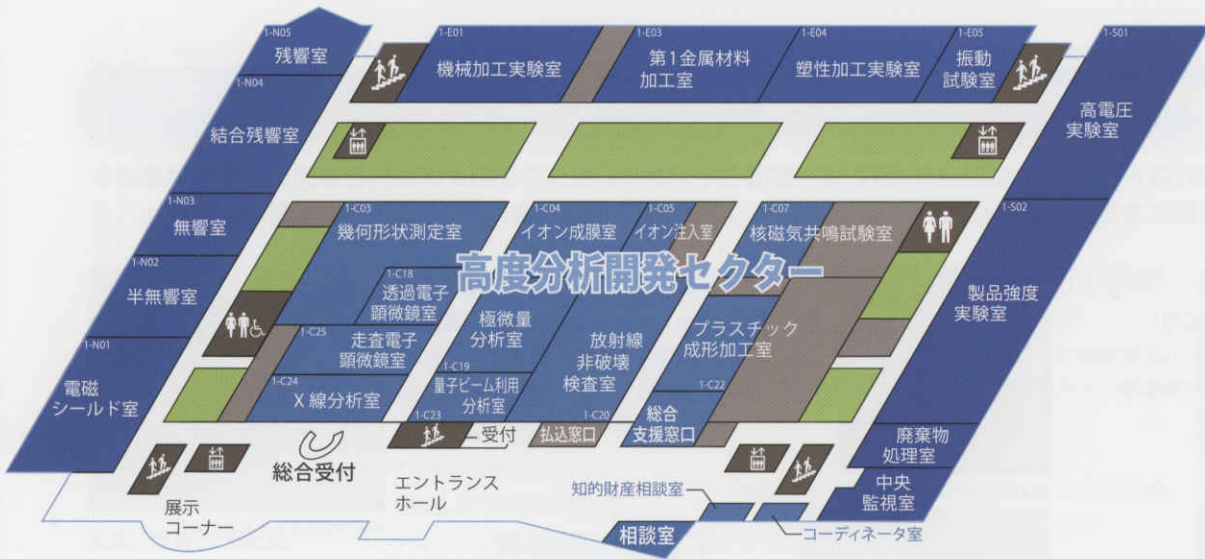 1-N05
残響室
1-N04
結合残響室
1-N03
無響室
1-N02
半無響室
1-N01
電磁
シールド室
1-E01
機械加工実験室
1-E03
第1金属材料
加工室
1-E04
塑性加工実験室
1-E05
振動
試験室
1-S01
高電圧
実験室
1-S02
製品強度
実験室
廃棄物
処理室
中央
監視室
1-C03
幾何形状測定室
1-C04
イオン成膜室
1-C05
イオン注入室
1-C07
核磁気共鳴試験室
高度分析開発セクター
1-C18
透過電子
顕微鏡室
極微量
分析室
1-C25
走査電子
顕微鏡室
放射線
非破壊
検査室
プラスチック
成形加工室
1-C24
X線分析室
1-C19
量子ビーム利用
分析室
1-C23
1-C20
1-C22
総合
支援窓口
受付
払込窓口
総合受付
エントランス
ホール
展示
コーナー
知的財産相談室
相談室
コーディネータ室